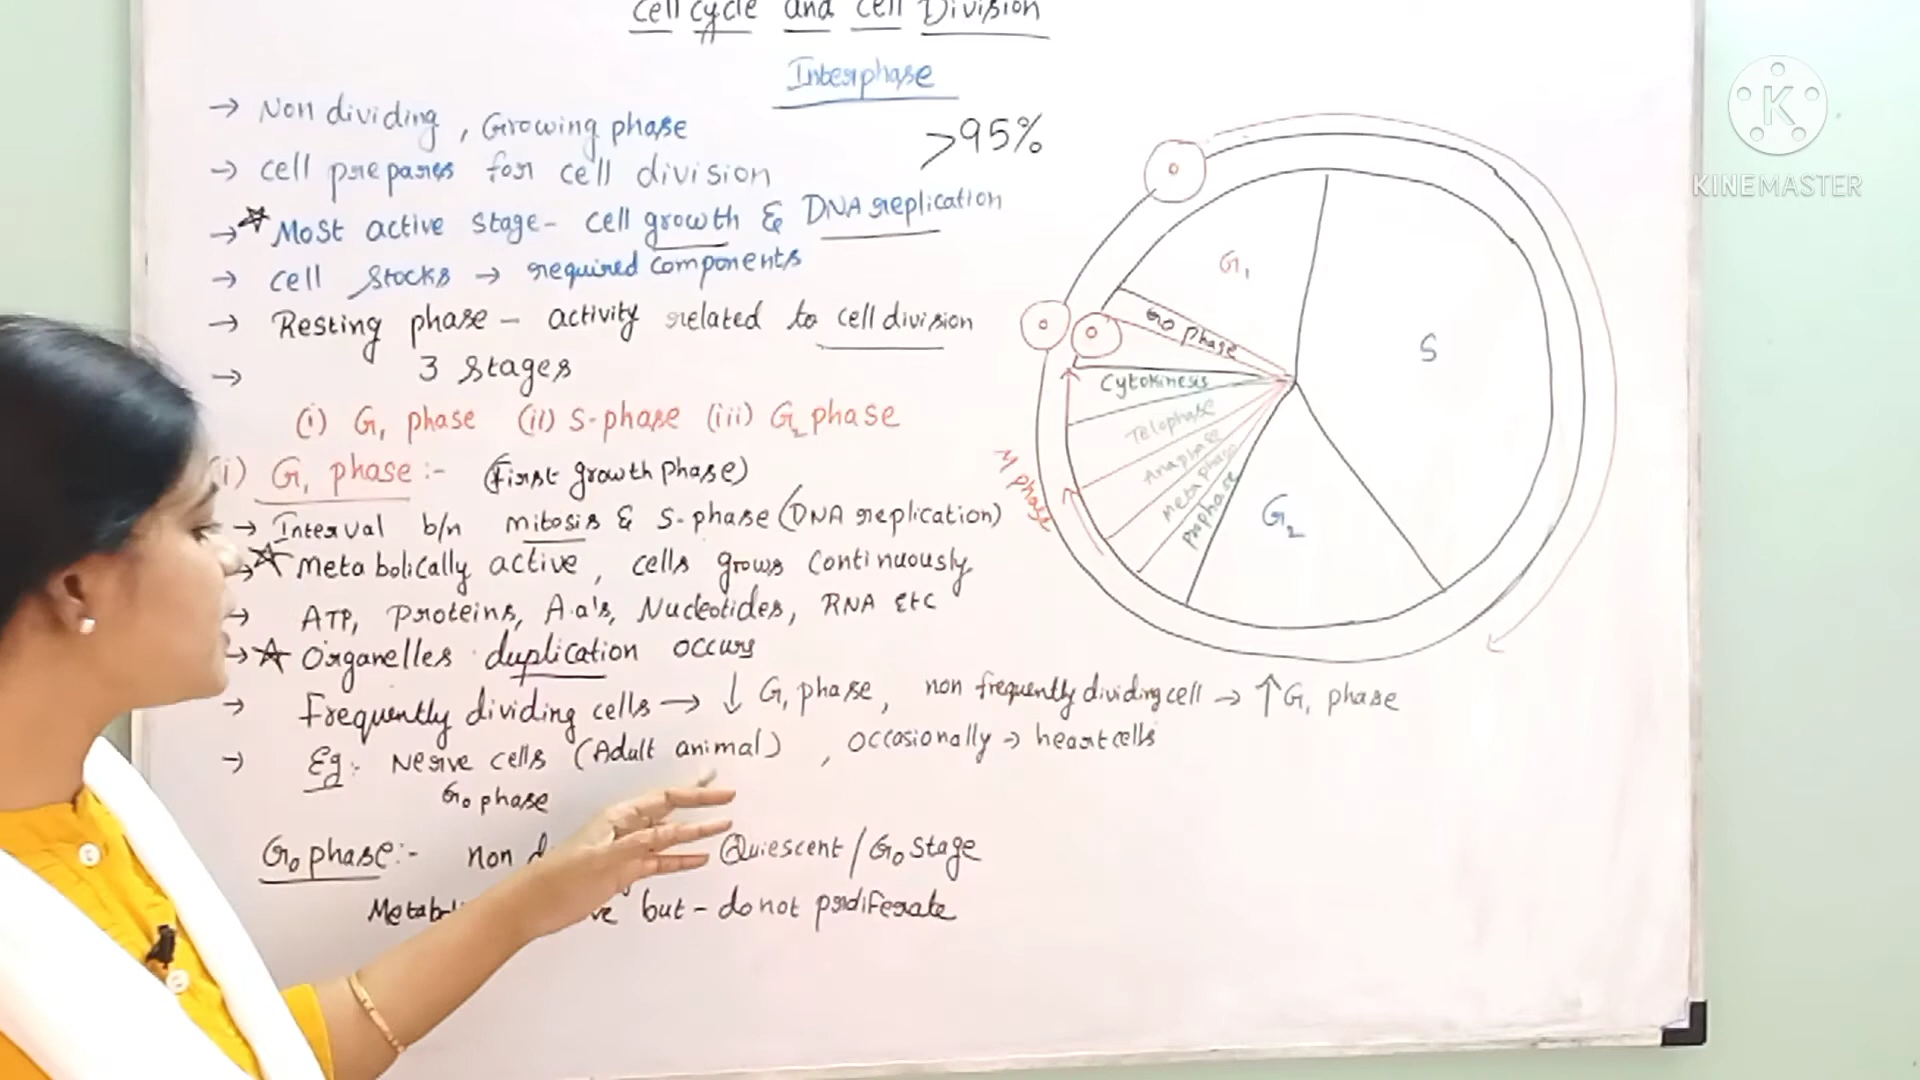 Cell cycle and Cell Division
Interphase
→ Non dividing, Growing phase
>95%
→ cell prepares for cell division
→ ☆ Most active stage - cell growth & DNA replication
→ cell stocks → required components
→ Resting phase - activity related to cell division
→ 3 stages
(i) G₁ phase (ii) S-phase (iii) G₂ phase
i) G₁ phase :- (First growth phase)
→ Interval b/n mitosis & S-phase (DNA replication)
→ ☆ Metabolically active, cells grows continuously
→ ATP, Proteins, A.a's, Nucleotides, RNA Etc
→ ☆ Organelles duplication occurs
→ Frequently dividing cells → ↓ G₁ phase, non frequently dividing cell → ↑ G₁ phase
→ Eg:- Nerve cells (Adult animal), occasionally → heart cells
G₀ phase
G₀ phase:- non Quiescent / G₀ stage
but - do not proliferate
G₁
G₀ phase
Cytokinesis
Telophase
Anaphase
Metaphase
Prophase
M phase
S
G₂
K
KINEMASTER